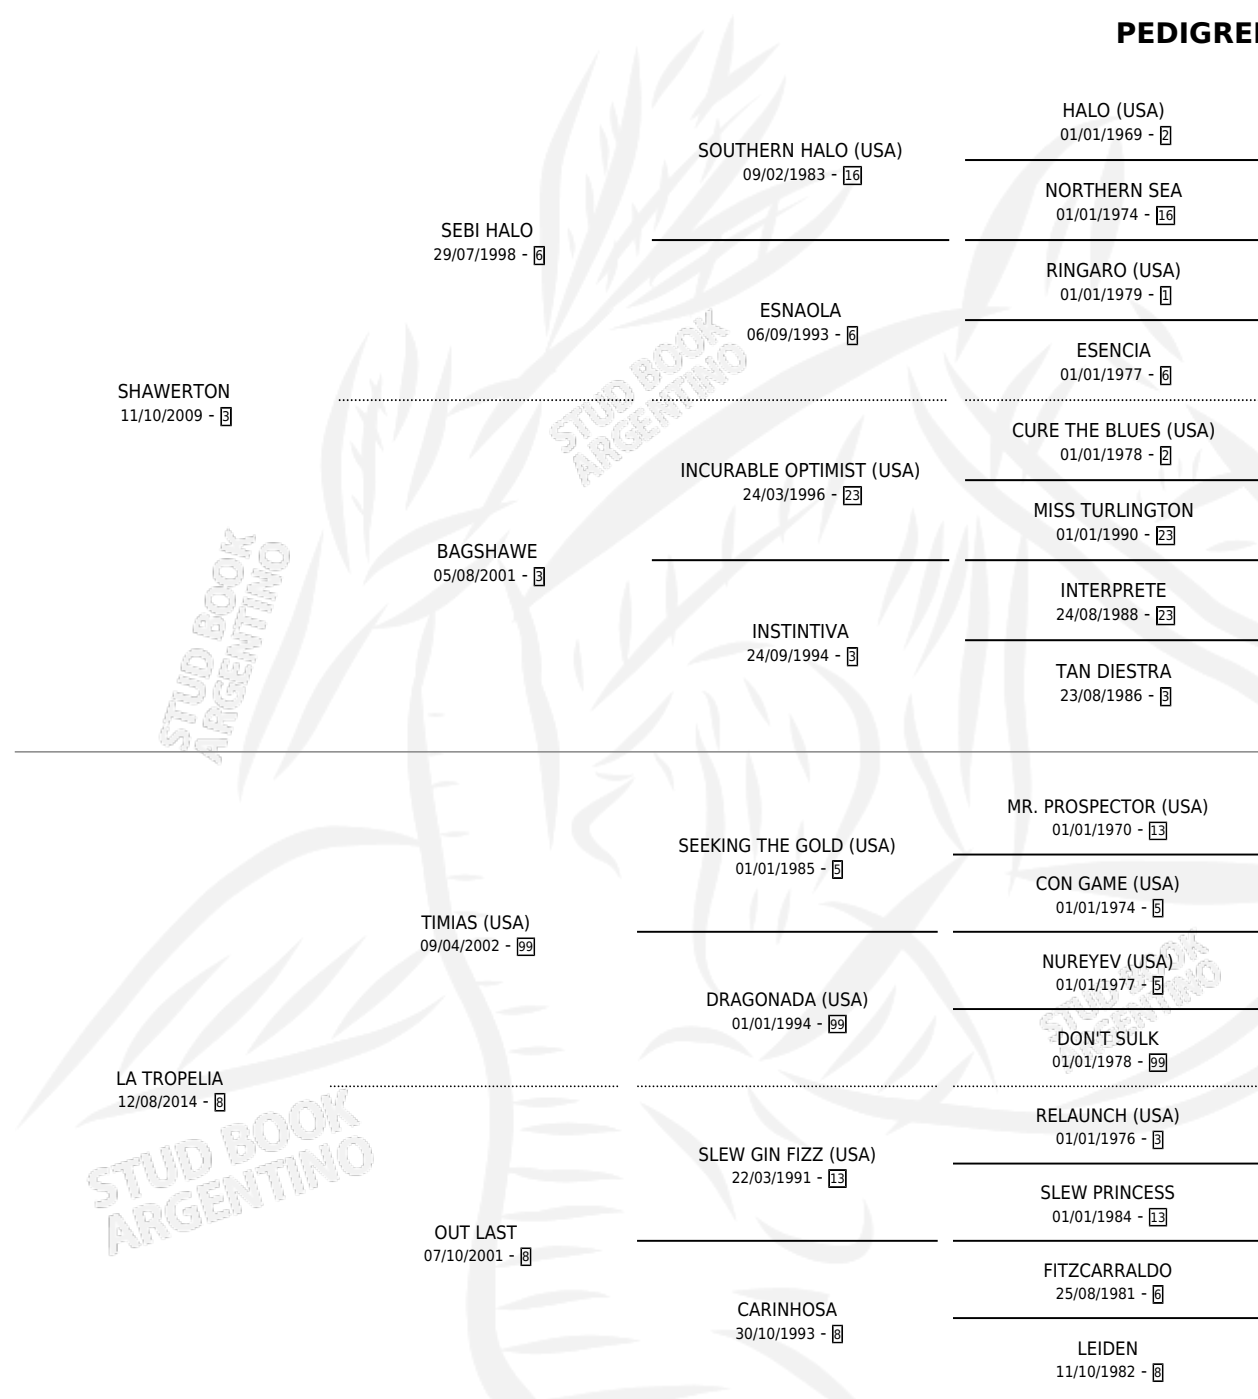 PEDIGREE
HALO (USA)
01/01/1969 - 2
SOUTHERN HALO (USA)
09/02/1983 - 16
NORTHERN SEA
01/01/1974 - 16
SEBI HALO
29/07/1998 - 6
RINGARO (USA)
01/01/1979 - 1
ESNAOLA
06/09/1993 - 6
ESENCIA
01/01/1977 - 6
SHAWERTON
11/10/2009 - 3
CURE THE BLUES (USA)
01/01/1978 - 2
INCURABLE OPTIMIST (USA)
24/03/1996 - 23
MISS TURLINGTON
01/01/1990 - 23
BAGSHAWE
05/08/2001 - 3
INTERPRETE
24/08/1988 - 23
INSTINTIVA
24/09/1994 - 3
TAN DIESTRA
23/08/1986 - 3
MR. PROSPECTOR (USA)
01/01/1970 - 13
SEEKING THE GOLD (USA)
01/01/1985 - 5
CON GAME (USA)
01/01/1974 - 5
TIMIAS (USA)
09/04/2002 - 99
NUREYEV (USA)
01/01/1977 - 5
DRAGONADA (USA)
01/01/1994 - 99
DON'T SULK
01/01/1978 - 99
LA TROPELIA
12/08/2014 - 8
RELAUNCH (USA)
01/01/1976 - 3
SLEW GIN FIZZ (USA)
22/03/1991 - 13
SLEW PRINCESS
01/01/1984 - 13
OUT LAST
07/10/2001 - 8
FITZCARRALDO
25/08/1981 - 6
CARINHOSA
30/10/1993 - 8
LEIDEN
11/10/1982 - 8
STUD BOOK
ARGENTINO
STUD BOOK
ARGENTINO
STUD BOOK
ARGENTINO
STUD BOOK
ARGENTINO